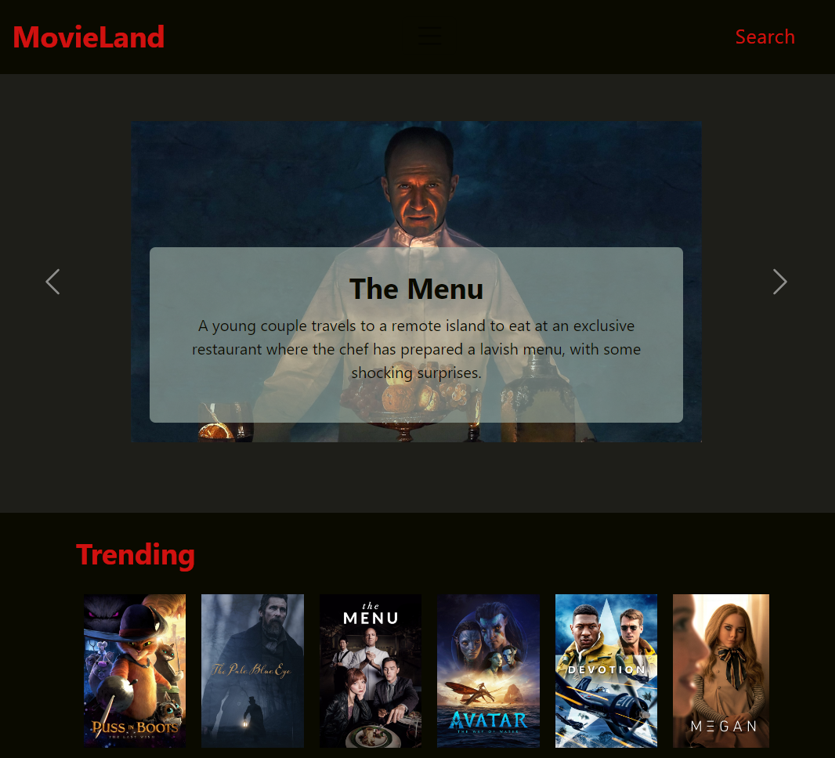 MovieLand
Search
The Menu
A young couple travels to a remote island to eat at an exclusive
restaurant where the chef has prepared a lavish menu, with some
shocking surprises.
Trending
PUSS IN BOOTS
THE LAST WISH
The Pale Blue Eye
the
MENU
AVATAR
THE WAY OF WATER
DEVOTION
M3GAN